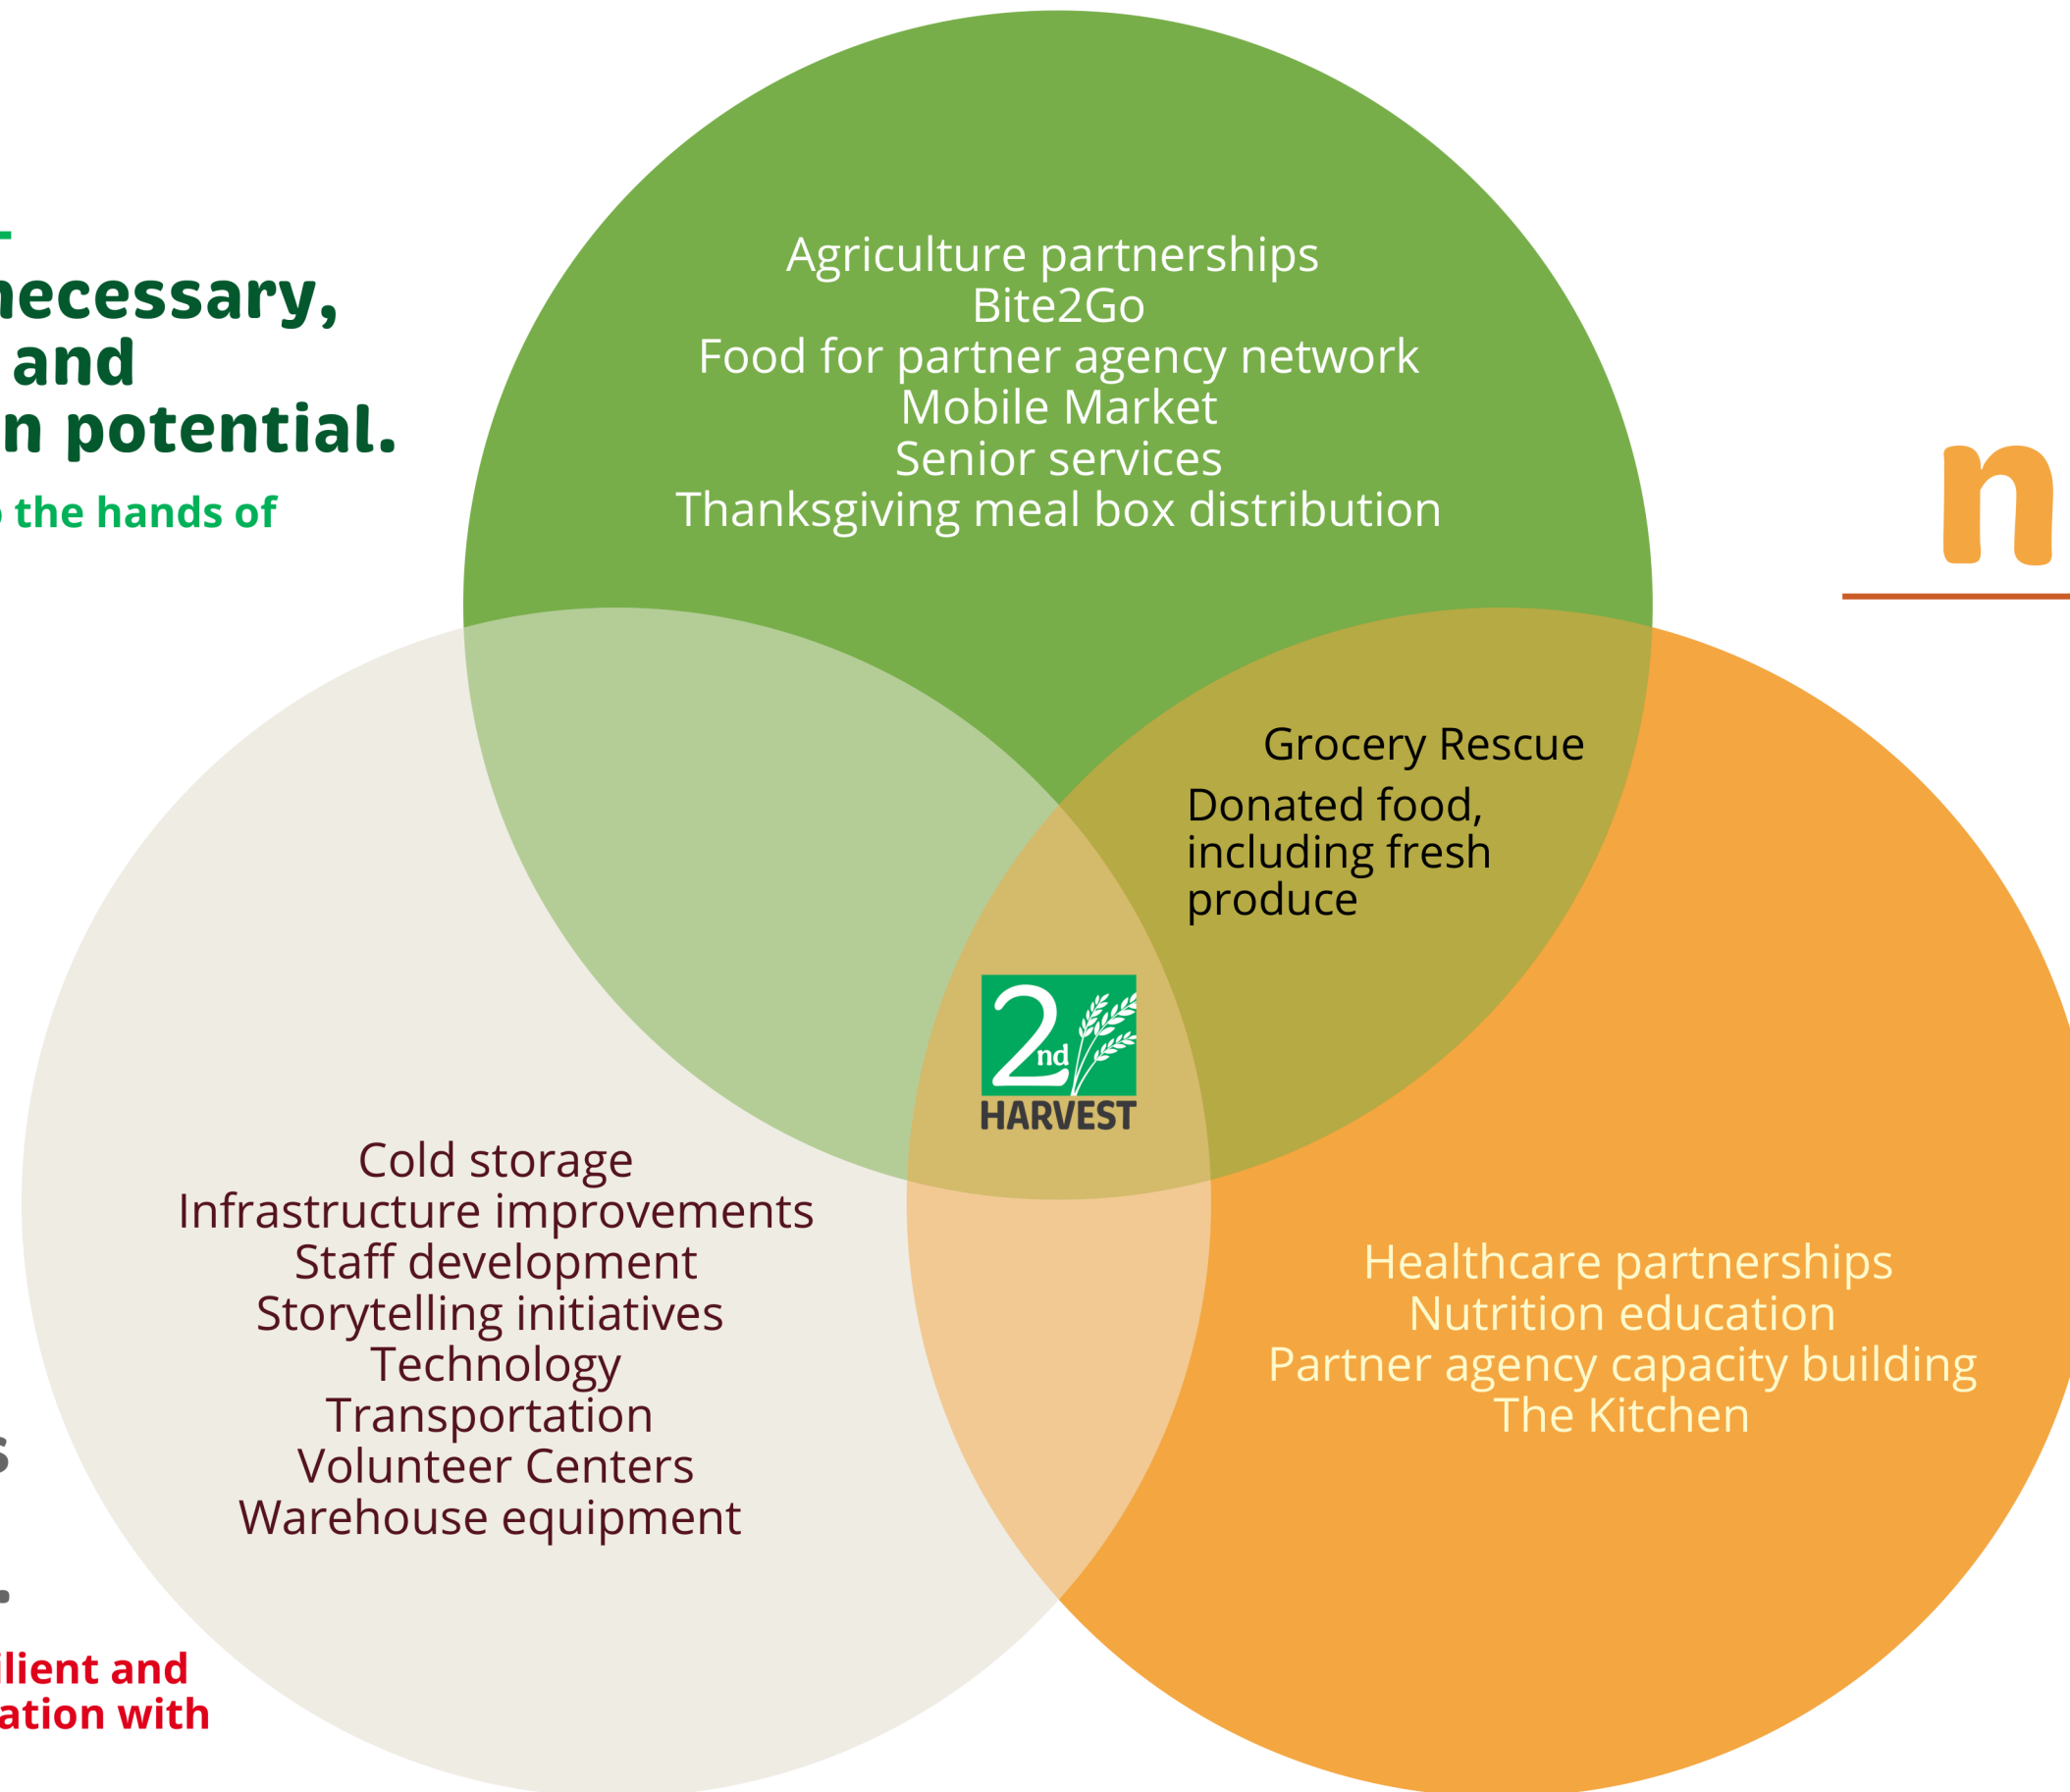 necessary,
and
n potential.
the hands of
Agriculture partnerships
Bite2Go
Food for partner agency network
Mobile Market
Senior services
Thanksgiving meal box distribution
n
Grocery Rescue
Donated food,
including fresh
produce
2nd
HARVEST
Cold storage
Infrastructure improvements
Staff development
Storytelling initiatives
Technology
Transportation
Volunteer Centers
Warehouse equipment
Healthcare partnerships
Nutrition education
Partner agency capacity building
The Kitchen
s
.
ilient and
ation with